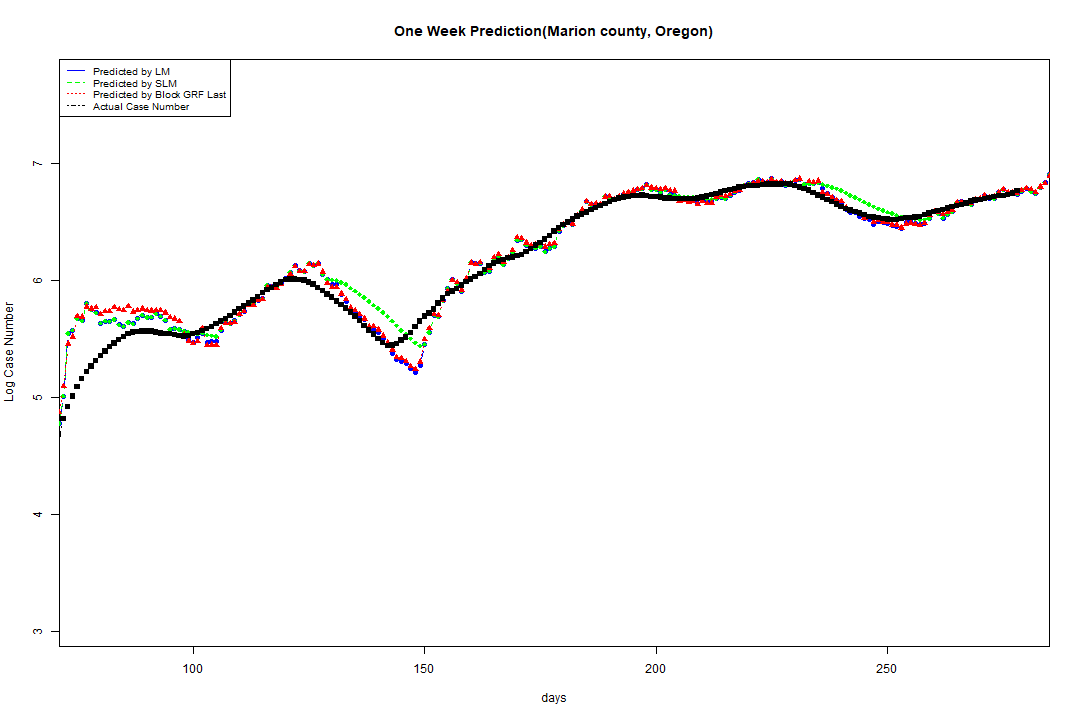 One Week Prediction(Marion county, Oregon)
Predicted by LM
Predicted by SLM
Predicted by Block GRF Last
Actual Case Number
Log Case Number
7
6
5
4
3
100 150 200 250
days